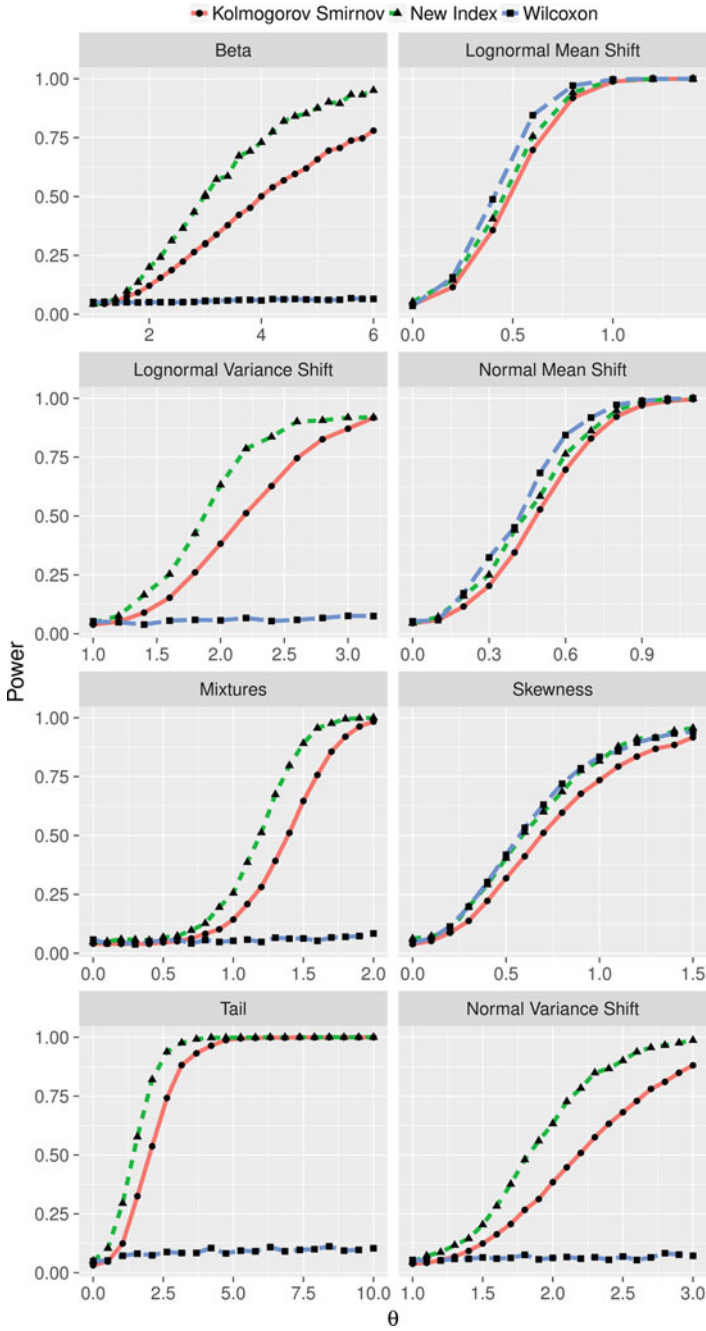 Kolmogorov Smirnov New Index Wilcoxon
Beta
Lognormal Mean Shift
1.00
0.75
0.50
0.25
0.00
2 4 6
0.0 0.5 1.0
Lognormal Variance Shift
Normal Mean Shift
1.00
0.75
0.50
0.25
0.00
1.0 1.5 2.0 2.5 3.0
0.0 0.3 0.6 0.9
Power
Mixtures
Skewness
1.00
0.75
0.50
0.25
0.00
0.0 0.5 1.0 1.5 2.0
0.0 0.5 1.0 1.5
Tail
Normal Variance Shift
1.00
0.75
0.50
0.25
0.00
0.0 2.5 5.0 7.5 10.0
1.0 1.5 2.0 2.5 3.0
θ